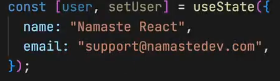 const [user, setUser] = useState({
name: "Namaste React",
email: "support@namastedev.com",
});